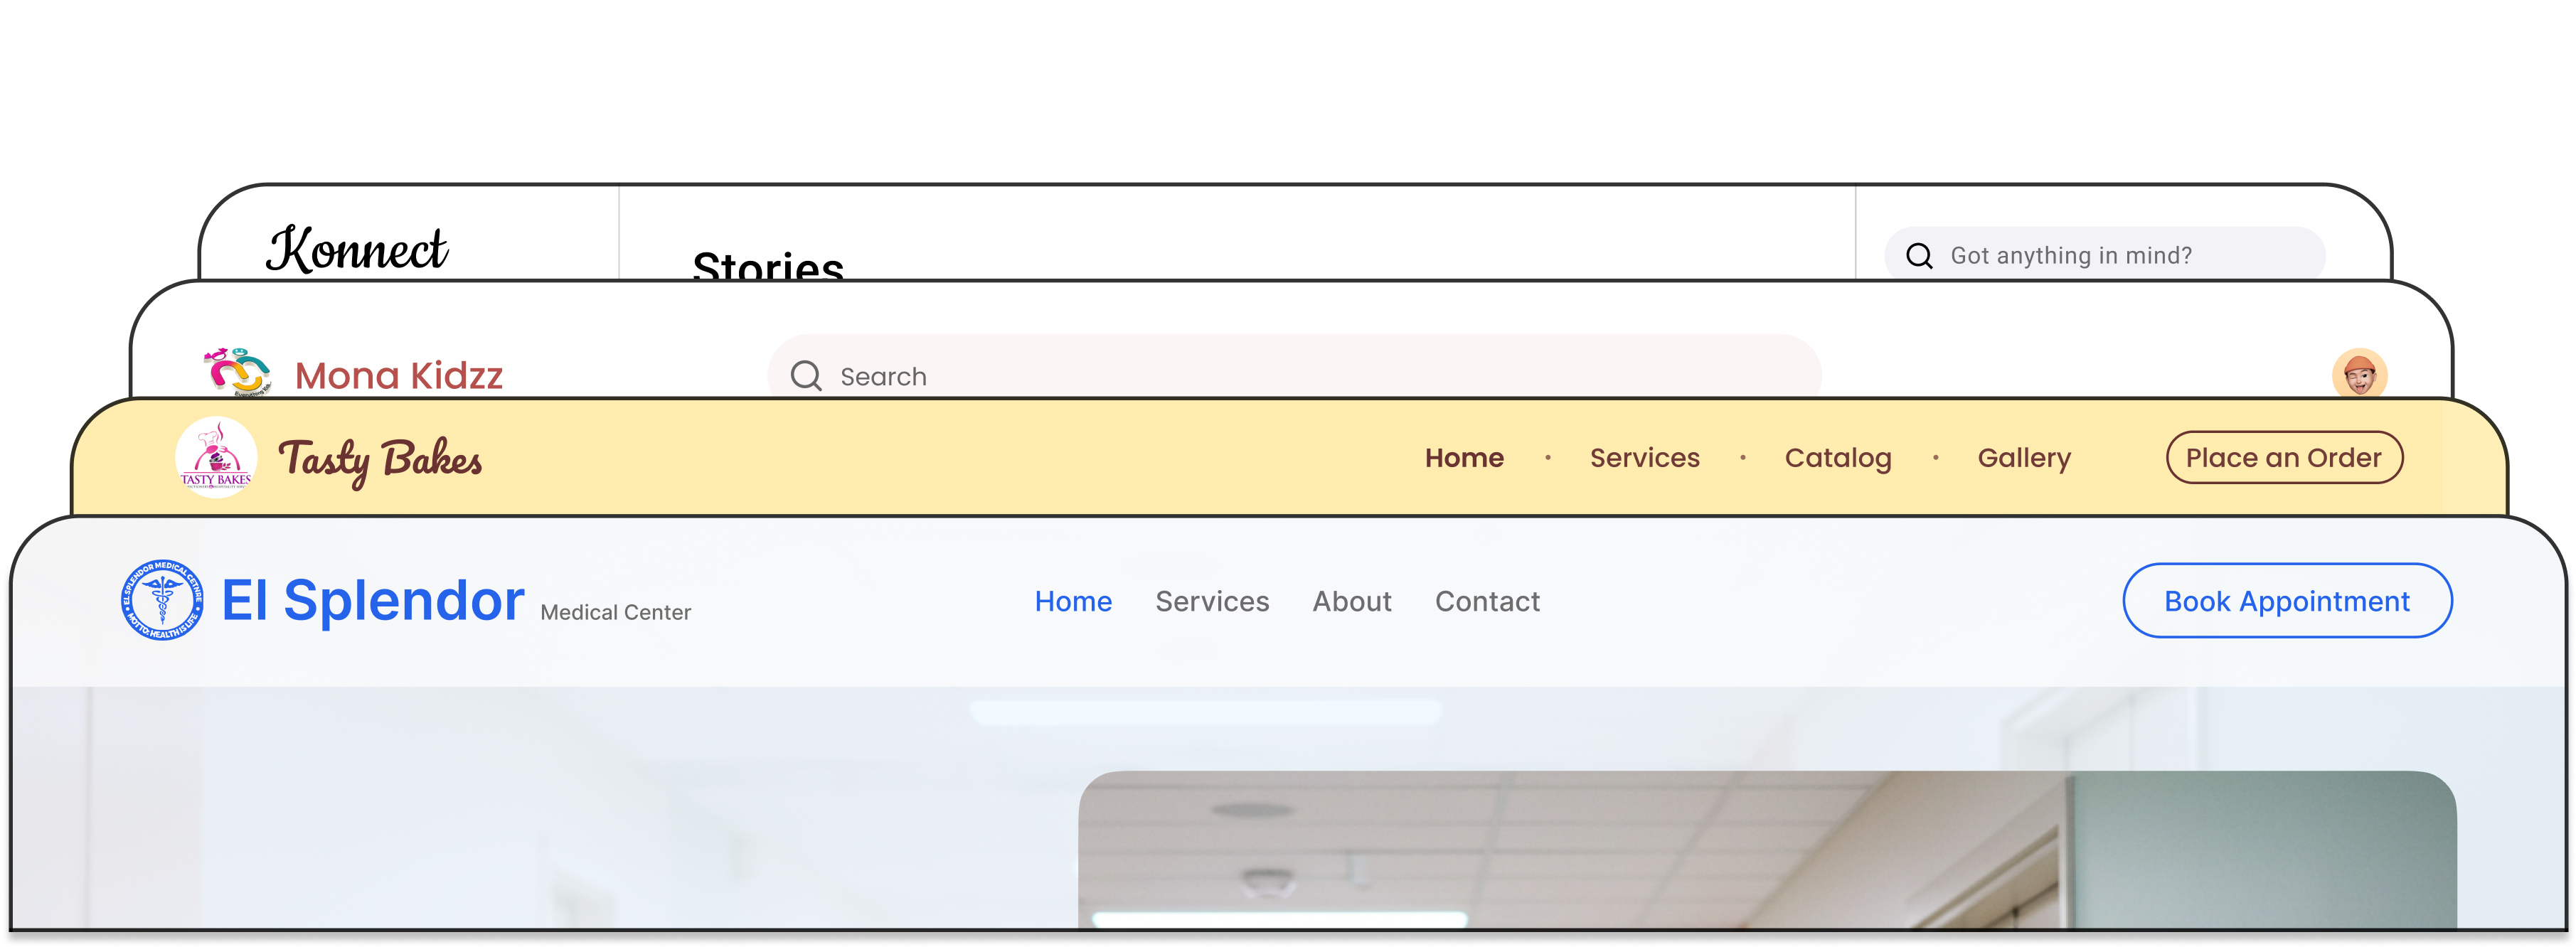 Konnect
Stories
Got anything in mind?
Mona Kidzz
Search
TASTY BAKES
Tasty Bakes
Home · Services · Catalog · Gallery
Place an Order
EL SPLENDOR MEDICAL CETNRE
MOTTO: HEALTH IS LIFE
El Splendor Medical Center
Home Services About Contact
Book Appointment